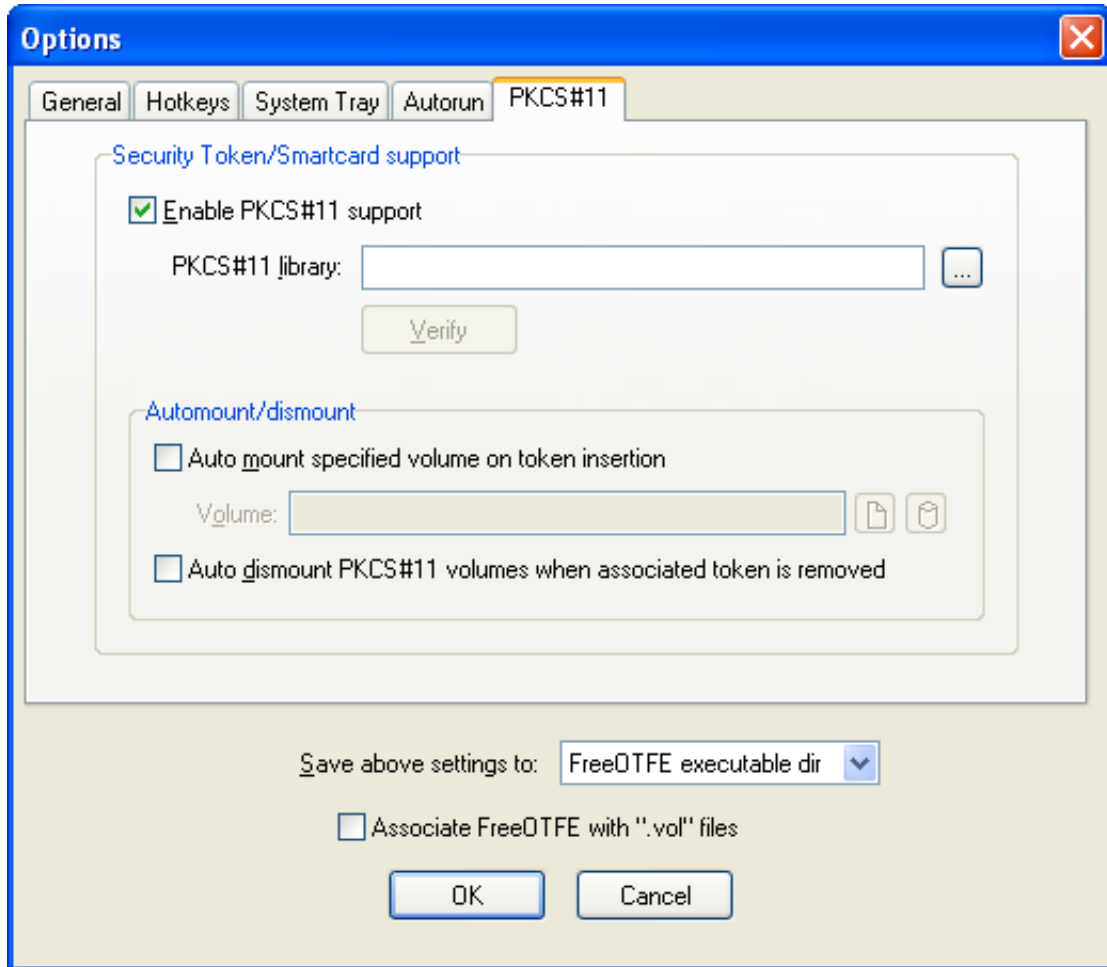 Options
General Hotkeys System Tray Autorun PKCS#11
Security Token/Smartcard support
Enable PKCS#11 support
PKCS#11 library: ...
Verify
Automount/dismount
Auto mount specified volume on token insertion
Volume:
Auto dismount PKCS#11 volumes when associated token is removed
Save above settings to: FreeOTFE executable dir
Associate FreeOTFE with ".vol" files
OK Cancel